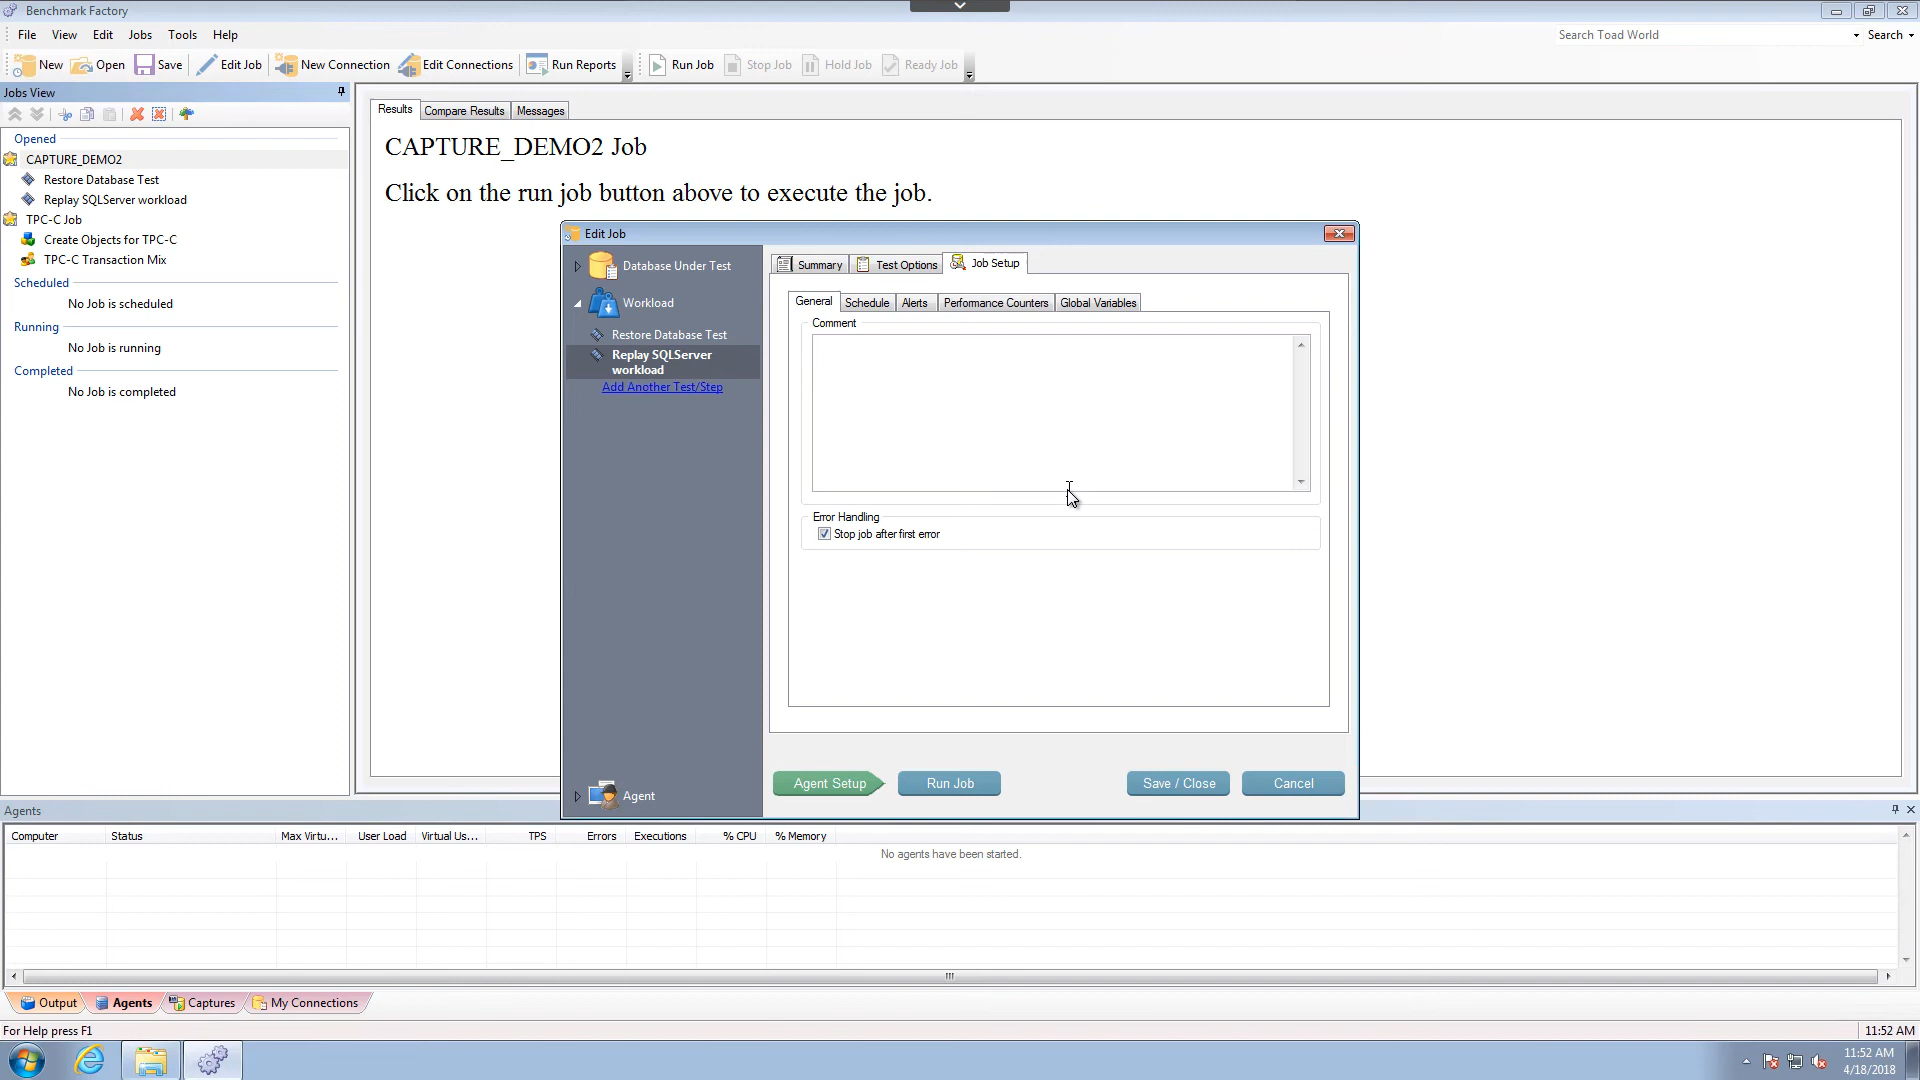 Benchmark Factory
File View Edit Jobs Tools Help
Search Toad World Search
New Open Save Edit Job New Connection Edit Connections Run Reports Run Job Stop Job Hold Job Ready Job
Jobs View
Opened
CAPTURE_DEMO2
Restore Database Test
Replay SQLServer workload
TPC-C Job
Create Objects for TPC-C
TPC-C Transaction Mix
Scheduled
No Job is scheduled
Running
No Job is running
Completed
No Job is completed
Results Compare Results Messages
CAPTURE_DEMO2 Job
Click on the run job button above to execute the job.
Edit Job
Database Under Test
Workload
Restore Database Test
Replay SQLServer
workload
Add Another Test/Step
Agent
Summary Test Options Job Setup
General Schedule Alerts Performance Counters Global Variables
Comment
Error Handling
Stop job after first error
Agent Setup Run Job Save / Close Cancel
Agents
Computer Status Max Virtu... User Load Virtual Us... TPS Errors Executions % CPU % Memory
No agents have been started.
Output Agents Captures My Connections
For Help press F1
11:52 AM
11:52 AM
4/18/2018